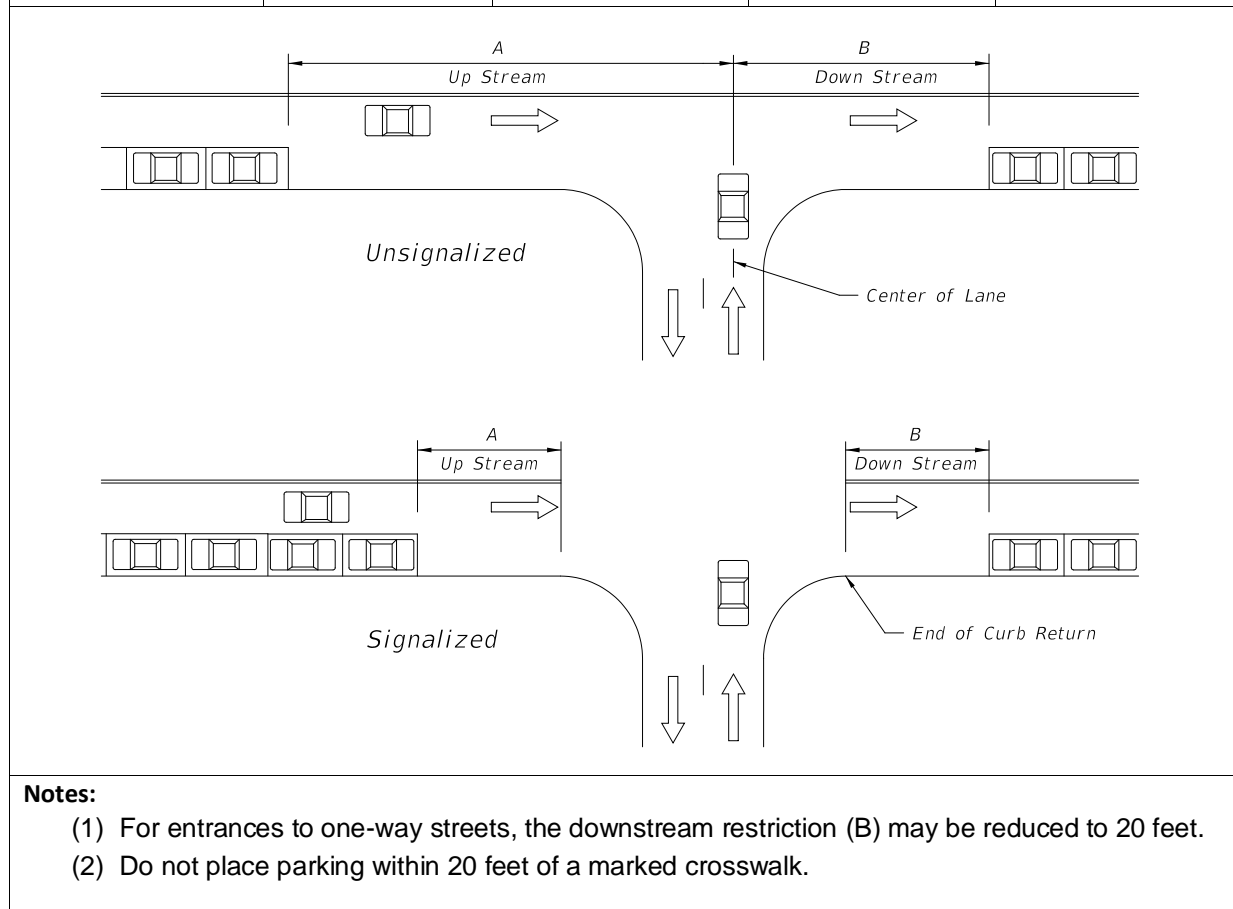 A
B
Up Stream
Down Stream
Unsignalized
Center of Lane
A
B
Up Stream
Down Stream
Signalized
End of Curb Return
Notes:
(1) For entrances to one-way streets, the downstream restriction (B) may be reduced to 20 feet.
(2) Do not place parking within 20 feet of a marked crosswalk.